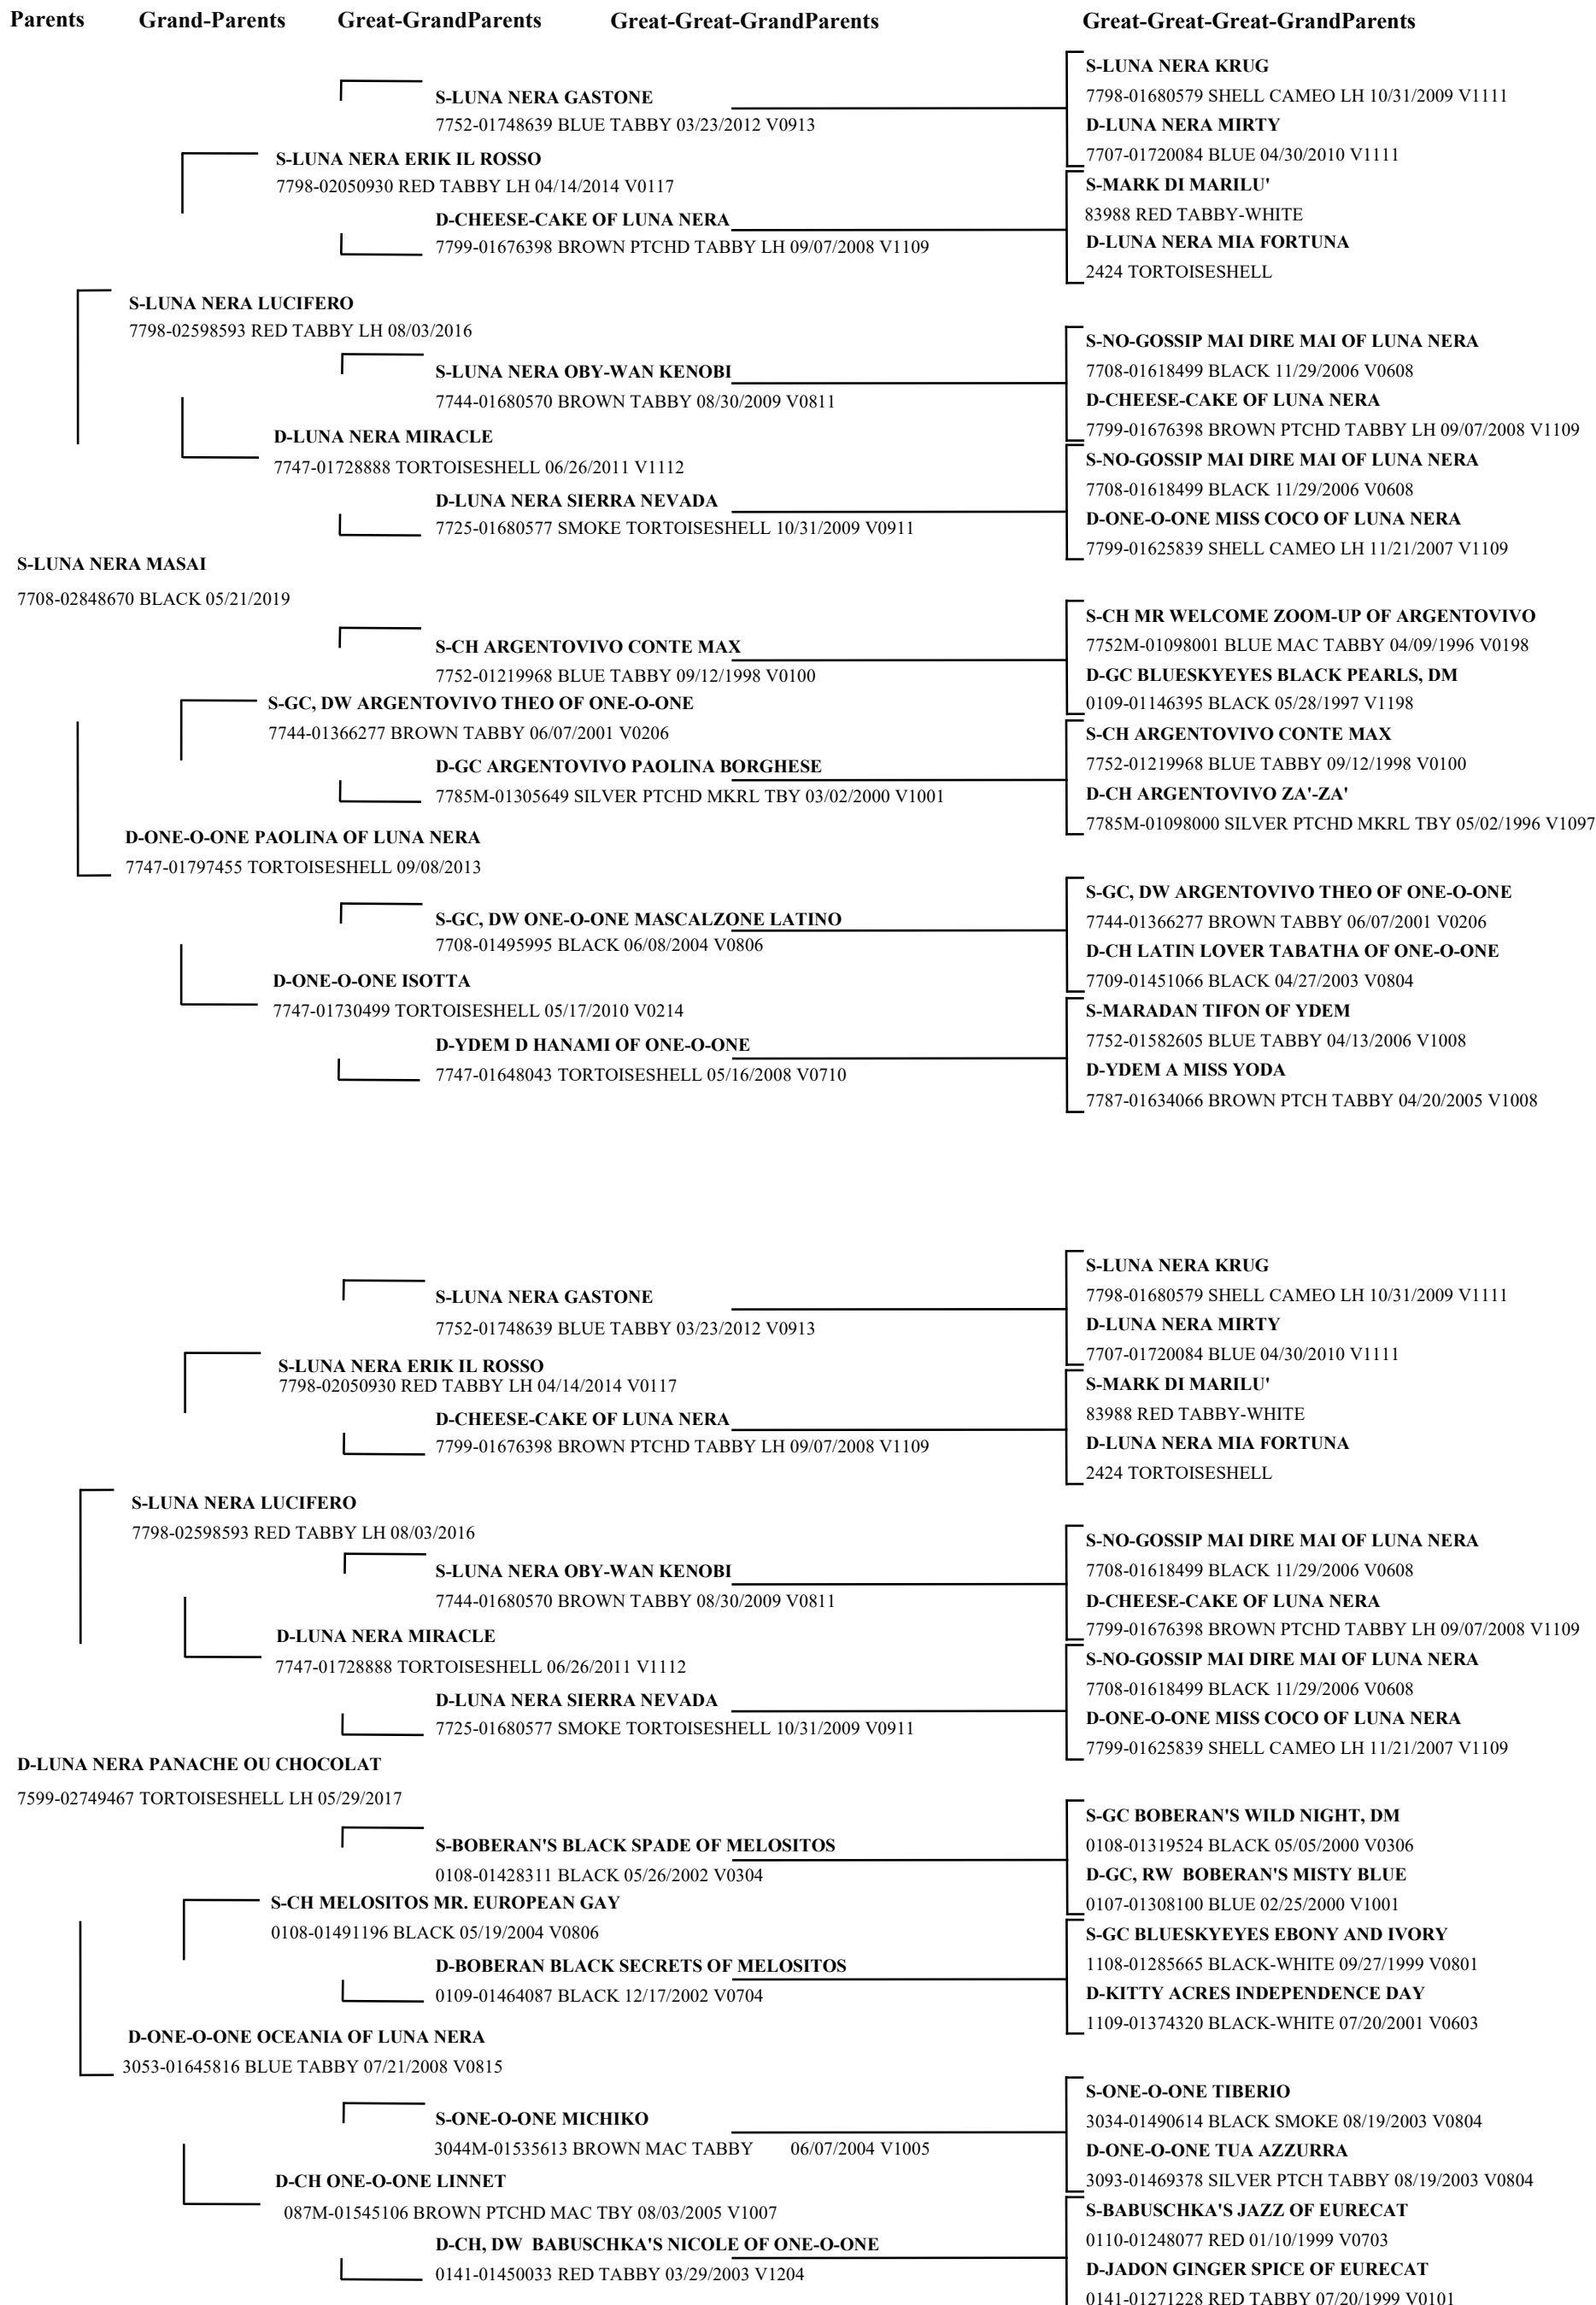 Parents Grand-Parents Great-GrandParents Great-Great-GrandParents Great-Great-Great-GrandParents
S-LUNA NERA KRUG
7798-01680579 SHELL CAMEO LH 10/31/2009 V1111
S-LUNA NERA GASTONE
7752-01748639 BLUE TABBY 03/23/2012 V0913
D-LUNA NERA MIRTY
7707-01720084 BLUE 04/30/2010 V1111
S-LUNA NERA ERIK IL ROSSO
7798-02050930 RED TABBY LH 04/14/2014 V0117
S-MARK DI MARILU'
83988 RED TABBY-WHITE
D-CHEESE-CAKE OF LUNA NERA
7799-01676398 BROWN PTCHD TABBY LH 09/07/2008 V1109
D-LUNA NERA MIA FORTUNA
2424 TORTOISESHELL
S-LUNA NERA LUCIFERO
7798-02598593 RED TABBY LH 08/03/2016
S-NO-GOSSIP MAI DIRE MAI OF LUNA NERA
7708-01618499 BLACK 11/29/2006 V0608
S-LUNA NERA OBY-WAN KENOBI
7744-01680570 BROWN TABBY 08/30/2009 V0811
D-CHEESE-CAKE OF LUNA NERA
7799-01676398 BROWN PTCHD TABBY LH 09/07/2008 V1109
D-LUNA NERA MIRACLE
7747-01728888 TORTOISESHELL 06/26/2011 V1112
S-NO-GOSSIP MAI DIRE MAI OF LUNA NERA
7708-01618499 BLACK 11/29/2006 V0608
D-LUNA NERA SIERRA NEVADA
7725-01680577 SMOKE TORTOISESHELL 10/31/2009 V0911
D-ONE-O-ONE MISS COCO OF LUNA NERA
7799-01625839 SHELL CAMEO LH 11/21/2007 V1109
S-LUNA NERA MASAI
7708-02848670 BLACK 05/21/2019
S-CH MR WELCOME ZOOM-UP OF ARGENTOVIVO
7752M-01098001 BLUE MAC TABBY 04/09/1996 V0198
S-CH ARGENTOVIVO CONTE MAX
7752-01219968 BLUE TABBY 09/12/1998 V0100
D-GC BLUESKYEYES BLACK PEARLS, DM
0109-01146395 BLACK 05/28/1997 V1198
S-GC, DW ARGENTOVIVO THEO OF ONE-O-ONE
7744-01366277 BROWN TABBY 06/07/2001 V0206
S-CH ARGENTOVIVO CONTE MAX
7752-01219968 BLUE TABBY 09/12/1998 V0100
D-GC ARGENTOVIVO PAOLINA BORGHESE
7785M-01305649 SILVER PTCHD MKRL TBY 03/02/2000 V1001
D-CH ARGENTOVIVO ZA'-ZA'
7785M-01098000 SILVER PTCHD MKRL TBY 05/02/1996 V1097
D-ONE-O-ONE PAOLINA OF LUNA NERA
7747-01797455 TORTOISESHELL 09/08/2013
S-GC, DW ARGENTOVIVO THEO OF ONE-O-ONE
7744-01366277 BROWN TABBY 06/07/2001 V0206
S-GC, DW ONE-O-ONE MASCALZONE LATINO
7708-01495995 BLACK 06/08/2004 V0806
D-CH LATIN LOVER TABATHA OF ONE-O-ONE
7709-01451066 BLACK 04/27/2003 V0804
D-ONE-O-ONE ISOTTA
7747-01730499 TORTOISESHELL 05/17/2010 V0214
S-MARADAN TIFON OF YDEM
7752-01582605 BLUE TABBY 04/13/2006 V1008
D-YDEM D HANAMI OF ONE-O-ONE
7747-01648043 TORTOISESHELL 05/16/2008 V0710
D-YDEM A MISS YODA
7787-01634066 BROWN PTCH TABBY 04/20/2005 V1008
S-LUNA NERA KRUG
7798-01680579 SHELL CAMEO LH 10/31/2009 V1111
S-LUNA NERA GASTONE
7752-01748639 BLUE TABBY 03/23/2012 V0913
D-LUNA NERA MIRTY
7707-01720084 BLUE 04/30/2010 V1111
S-LUNA NERA ERIK IL ROSSO
7798-02050930 RED TABBY LH 04/14/2014 V0117
S-MARK DI MARILU'
83988 RED TABBY-WHITE
D-CHEESE-CAKE OF LUNA NERA
7799-01676398 BROWN PTCHD TABBY LH 09/07/2008 V1109
D-LUNA NERA MIA FORTUNA
2424 TORTOISESHELL
S-LUNA NERA LUCIFERO
7798-02598593 RED TABBY LH 08/03/2016
S-NO-GOSSIP MAI DIRE MAI OF LUNA NERA
7708-01618499 BLACK 11/29/2006 V0608
S-LUNA NERA OBY-WAN KENOBI
7744-01680570 BROWN TABBY 08/30/2009 V0811
D-CHEESE-CAKE OF LUNA NERA
7799-01676398 BROWN PTCHD TABBY LH 09/07/2008 V1109
D-LUNA NERA MIRACLE
7747-01728888 TORTOISESHELL 06/26/2011 V1112
S-NO-GOSSIP MAI DIRE MAI OF LUNA NERA
7708-01618499 BLACK 11/29/2006 V0608
D-LUNA NERA SIERRA NEVADA
7725-01680577 SMOKE TORTOISESHELL 10/31/2009 V0911
D-ONE-O-ONE MISS COCO OF LUNA NERA
7799-01625839 SHELL CAMEO LH 11/21/2007 V1109
D-LUNA NERA PANACHE OU CHOCOLAT
7599-02749467 TORTOISESHELL LH 05/29/2017
S-GC BOBERAN'S WILD NIGHT, DM
0108-01319524 BLACK 05/05/2000 V0306
S-BOBERAN'S BLACK SPADE OF MELOSITOS
0108-01428311 BLACK 05/26/2002 V0304
D-GC, RW BOBERAN'S MISTY BLUE
0107-01308100 BLUE 02/25/2000 V1001
S-CH MELOSITOS MR. EUROPEAN GAY
0108-01491196 BLACK 05/19/2004 V0806
S-GC BLUESKYEYES EBONY AND IVORY
1108-01285665 BLACK-WHITE 09/27/1999 V0801
D-BOBERAN BLACK SECRETS OF MELOSITOS
0109-01464087 BLACK 12/17/2002 V0704
D-KITTY ACRES INDEPENDENCE DAY
1109-01374320 BLACK-WHITE 07/20/2001 V0603
D-ONE-O-ONE OCEANIA OF LUNA NERA
3053-01645816 BLUE TABBY 07/21/2008 V0815
S-ONE-O-ONE TIBERIO
3034-01490614 BLACK SMOKE 08/19/2003 V0804
S-ONE-O-ONE MICHIKO
3044M-01535613 BROWN MAC TABBY 06/07/2004 V1005
D-ONE-O-ONE TUA AZZURRA
3093-01469378 SILVER PTCH TABBY 08/19/2003 V0804
D-CH ONE-O-ONE LINNET
087M-01545106 BROWN PTCHD MAC TBY 08/03/2005 V1007
S-BABUSCHKA'S JAZZ OF EURECAT
0110-01248077 RED 01/10/1999 V0703
D-CH, DW BABUSCHKA'S NICOLE OF ONE-O-ONE
0141-01450033 RED TABBY 03/29/2003 V1204
D-JADON GINGER SPICE OF EURECAT
0141-01271228 RED TABBY 07/20/1999 V0101